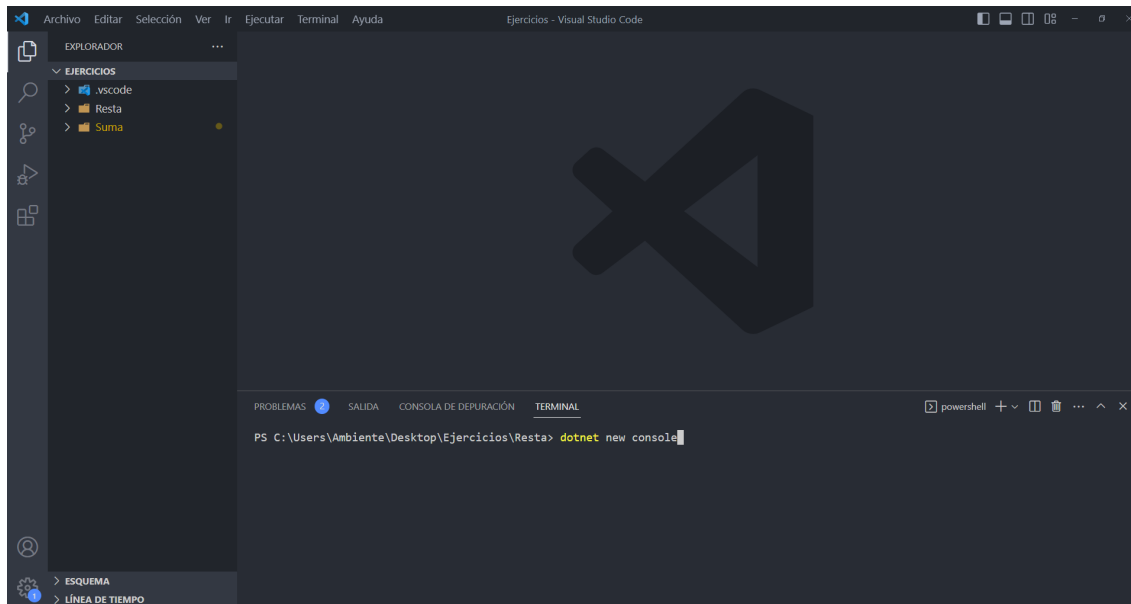 Archivo Editar Selección Ver Ir Ejecutar Terminal Ayuda
Ejercicios - Visual Studio Code
EXPLORADOR
EJERCICIOS
.vscode
Resta
Suma
PROBLEMAS 2 SALIDA CONSOLA DE DEPURACIÓN TERMINAL
powershell
PS C:\Users\Ambiente\Desktop\Ejercicios\Resta> dotnet new console
1
ESQUEMA
LÍNEA DE TIEMPO